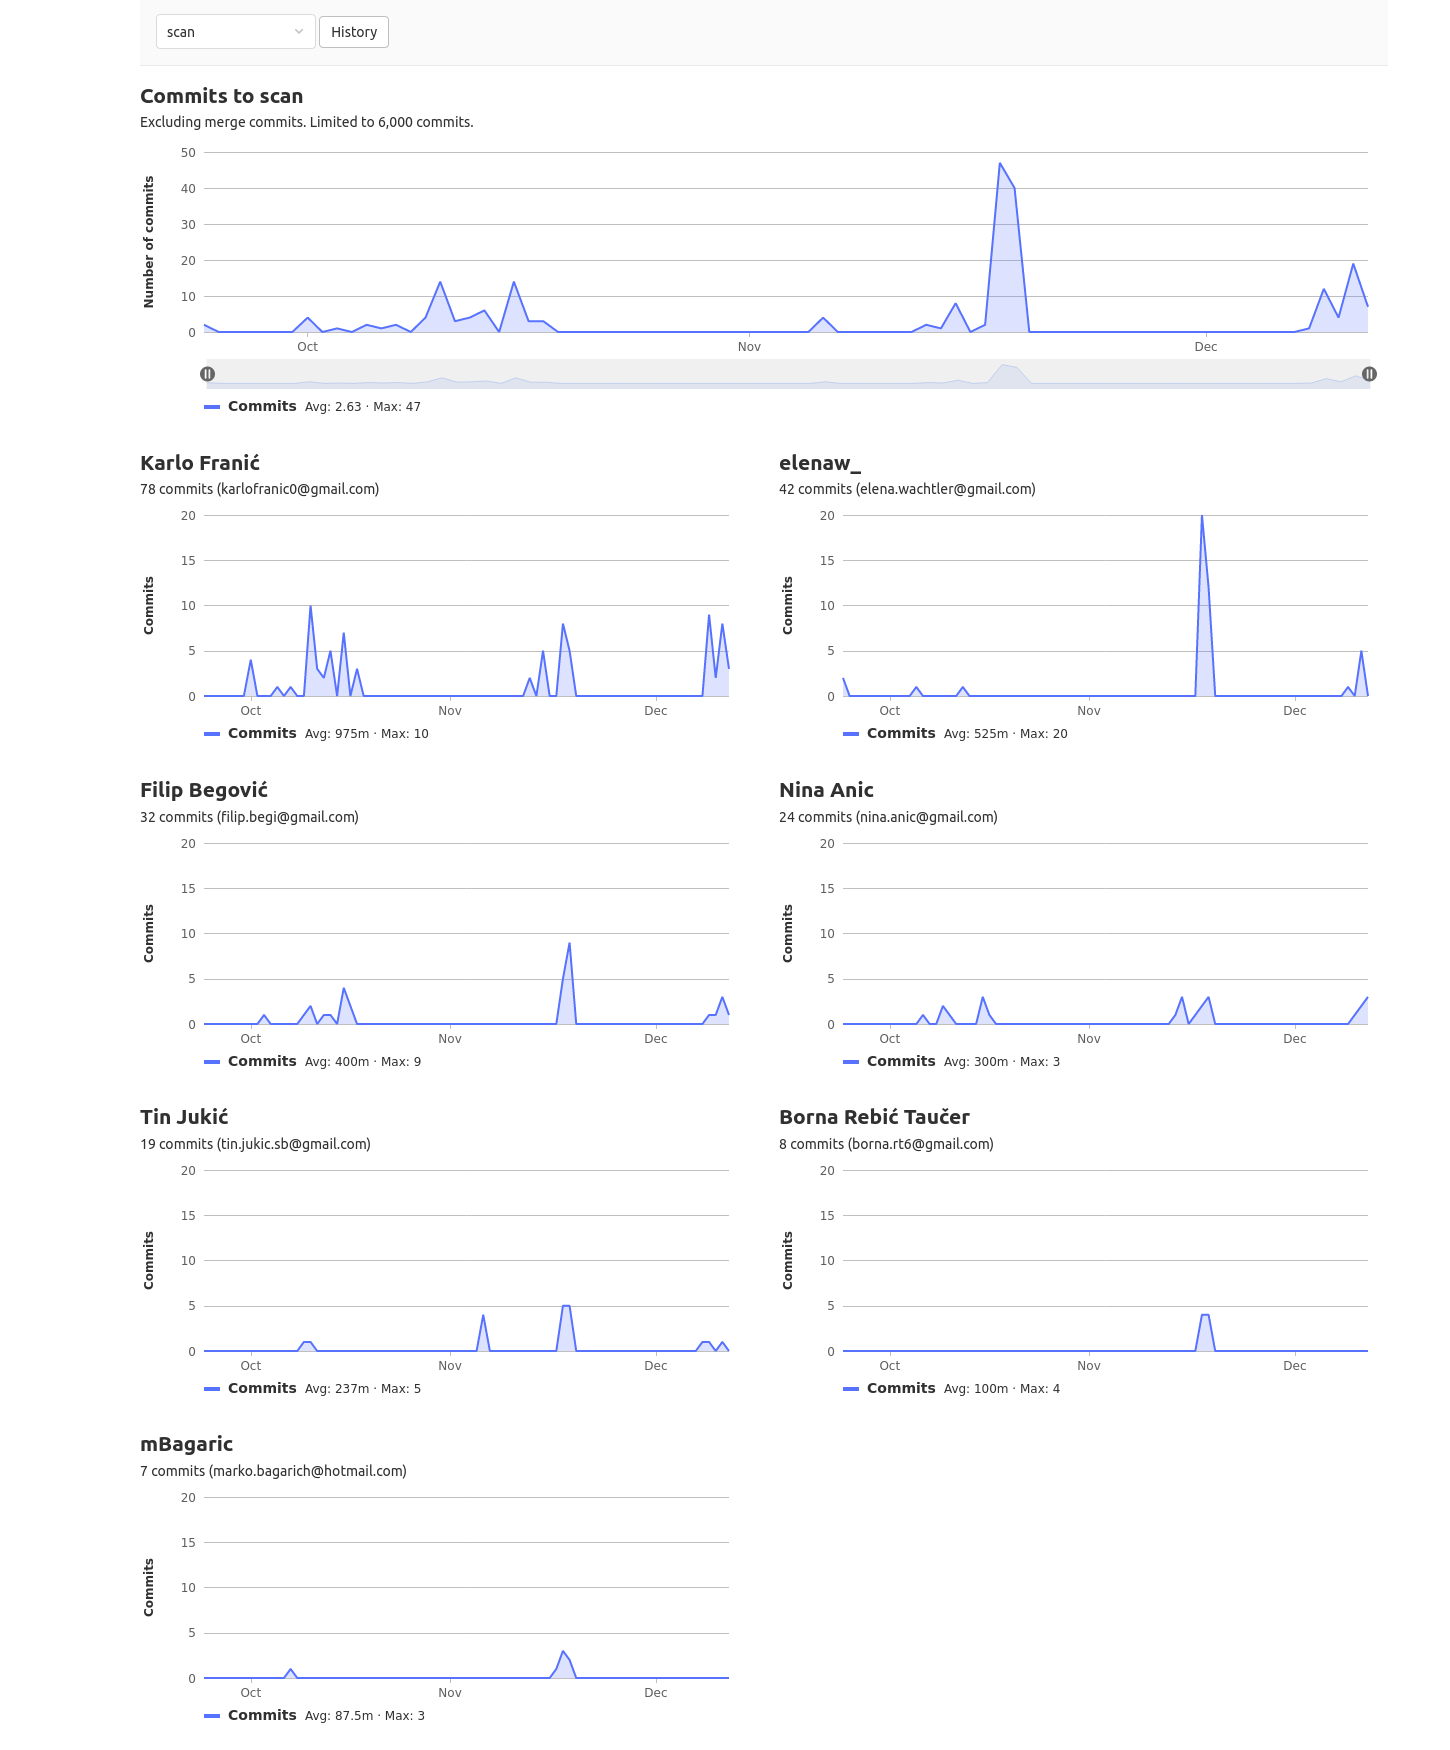 scan
History
Commits to scan
Excluding merge commits. Limited to 6,000 commits.
Number of commits
50
40
30
20
10
0
Oct
Nov
Dec
Commits Avg: 2.63 · Max: 47
Karlo Franić
78 commits (karlofranic0@gmail.com)
Commits
20
15
10
5
0
Oct
Nov
Dec
Commits Avg: 975m · Max: 10
elenaw_
42 commits (elena.wachtler@gmail.com)
Commits
20
15
10
5
0
Oct
Nov
Dec
Commits Avg: 525m · Max: 20
Filip Begović
32 commits (filip.begi@gmail.com)
Commits
20
15
10
5
0
Oct
Nov
Dec
Commits Avg: 400m · Max: 9
Nina Anic
24 commits (nina.anic@gmail.com)
Commits
20
15
10
5
0
Oct
Nov
Dec
Commits Avg: 300m · Max: 3
Tin Jukić
19 commits (tin.jukic.sb@gmail.com)
Commits
20
15
10
5
0
Oct
Nov
Dec
Commits Avg: 237m · Max: 5
Borna Rebić Taučer
8 commits (borna.rt6@gmail.com)
Commits
20
15
10
5
0
Oct
Nov
Dec
Commits Avg: 100m · Max: 4
mBagaric
7 commits (marko.bagarich@hotmail.com)
Commits
20
15
10
5
0
Oct
Nov
Dec
Commits Avg: 87.5m · Max: 3